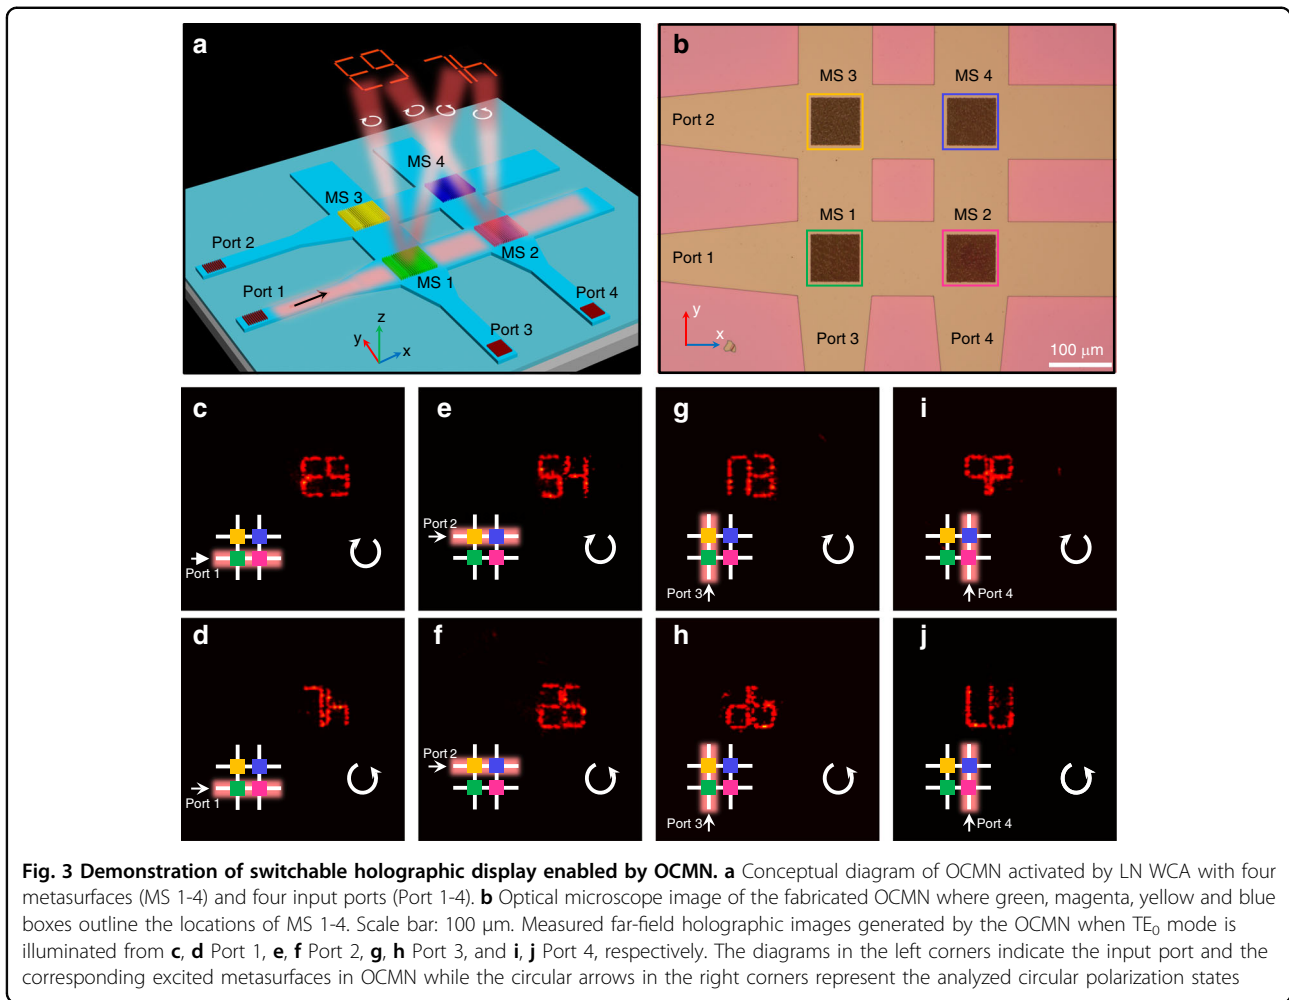 a
MS 4
MS 3
Port 2
MS 2
Port 1
MS 1
Port 4
Port 3
z
y
x
b
MS 3
MS 4
Port 2
MS 1
MS 2
Port 1
y
x
Port 3
Port 4
100 μm
c
E9
Port 1
e
54
Port 2
g
Port 3
i
Port 4
d
Port 1
f
Port 2
h
Port 3
j
Port 4
Fig. 3 Demonstration of switchable holographic display enabled by OCMN. a Conceptual diagram of OCMN activated by LN WCA with four
metasurfaces (MS 1-4) and four input ports (Port 1-4). b Optical microscope image of the fabricated OCMN where green, magenta, yellow and blue
boxes outline the locations of MS 1-4. Scale bar: 100 μm. Measured far-field holographic images generated by the OCMN when TE₀ mode is
illuminated from c, d Port 1, e, f Port 2, g, h Port 3, and i, j Port 4, respectively. The diagrams in the left corners indicate the input port and the
corresponding excited metasurfaces in OCMN while the circular arrows in the right corners represent the analyzed circular polarization states